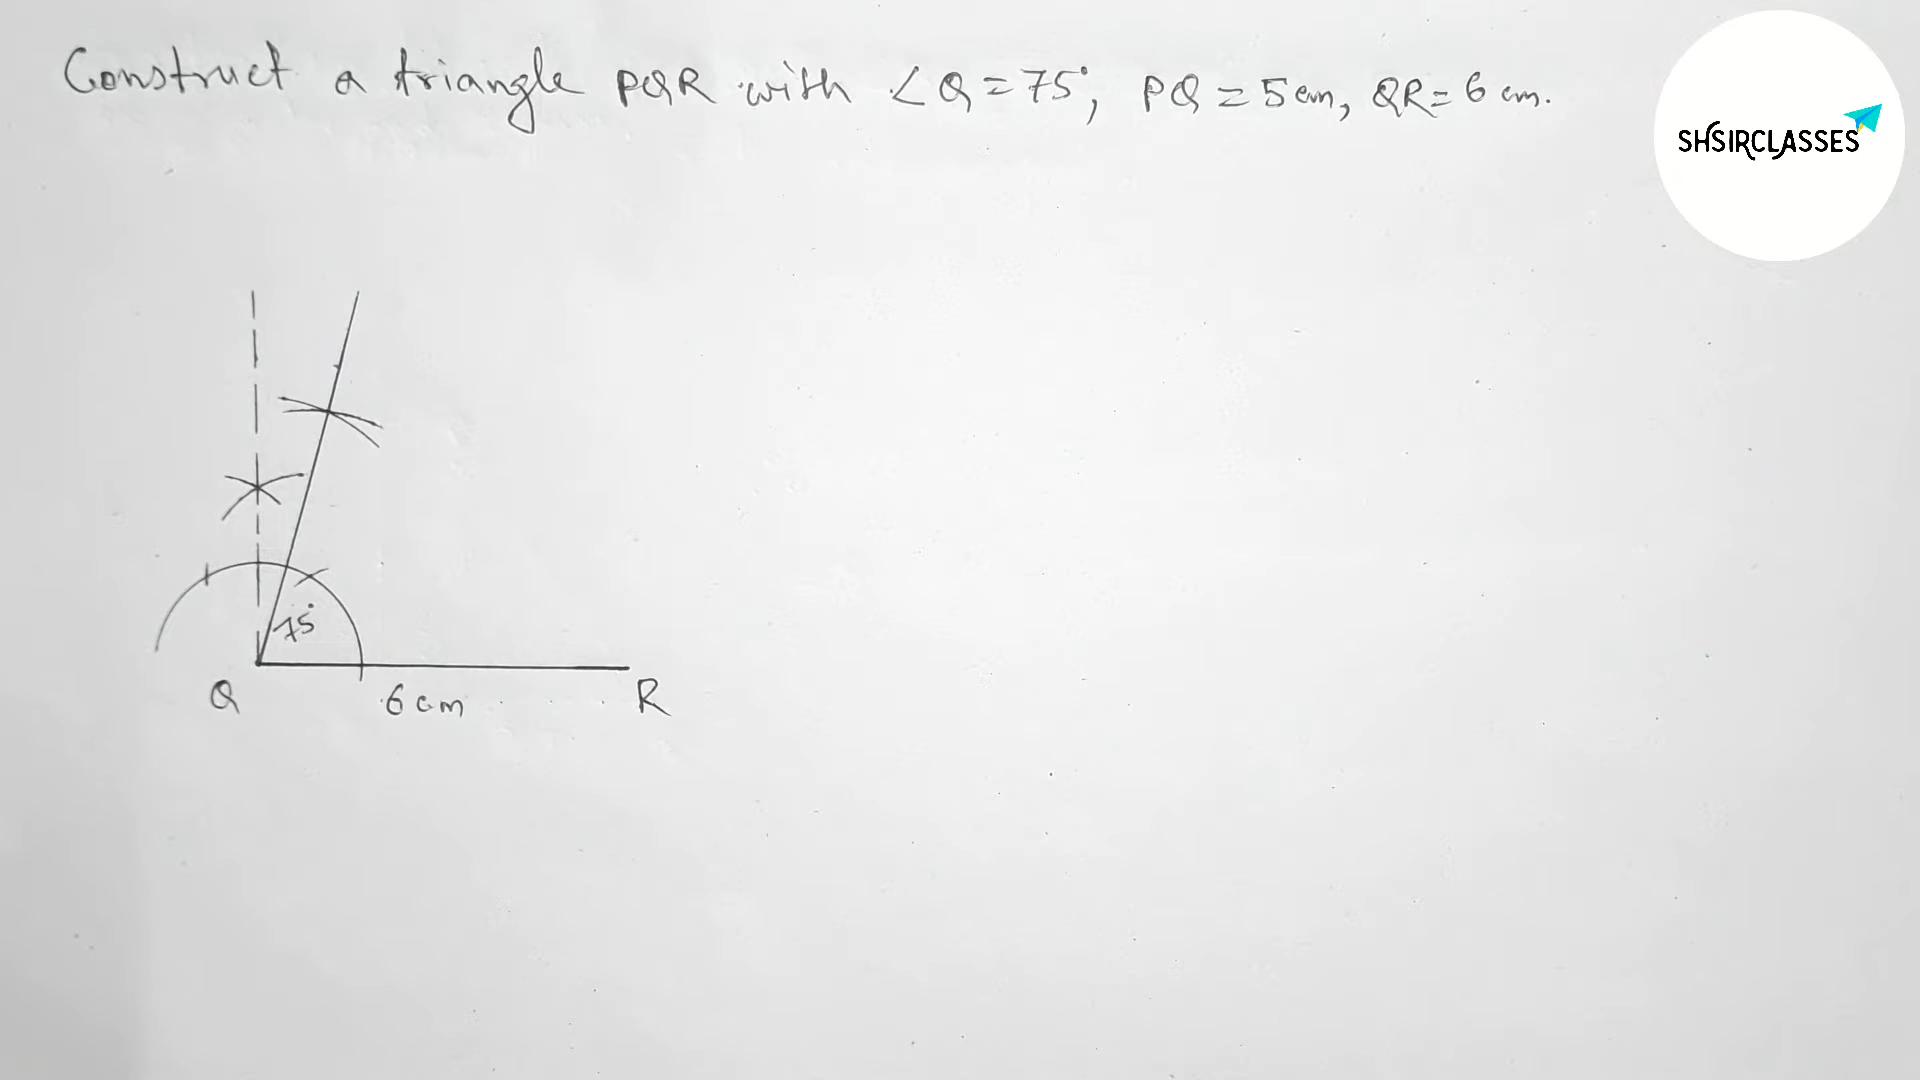 Construct a triangle PQR with ∠Q = 75°, PQ = 5 cm, QR = 6 cm.
SHSIRCLASSES
75°
Q 6 cm R